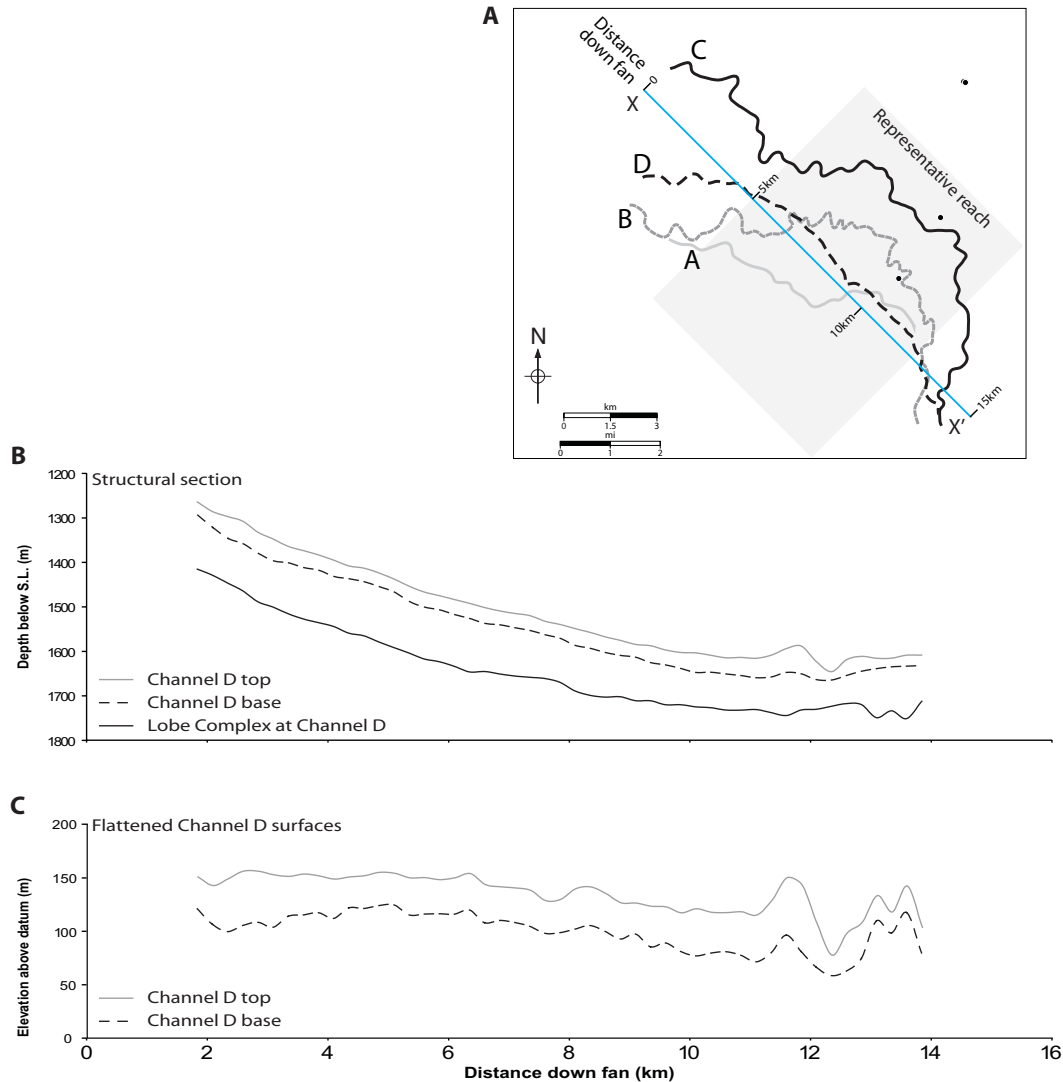 A
Distance
down fan
0
X
C
D
B
A
5km
10km
15km
X'
Representative reach
N
km
0 1.5 3
mi
0 1 2
B
Structural section
Depth below S.L. (m)
1200
1300
1400
1500
1600
1700
1800
Channel D top
Channel D base
Lobe Complex at Channel D
C
Flattened Channel D surfaces
Elevation above datum (m)
200
150
100
50
0
Channel D top
Channel D base
0 2 4 6 8 10 12 14 16
Distance down fan (km)